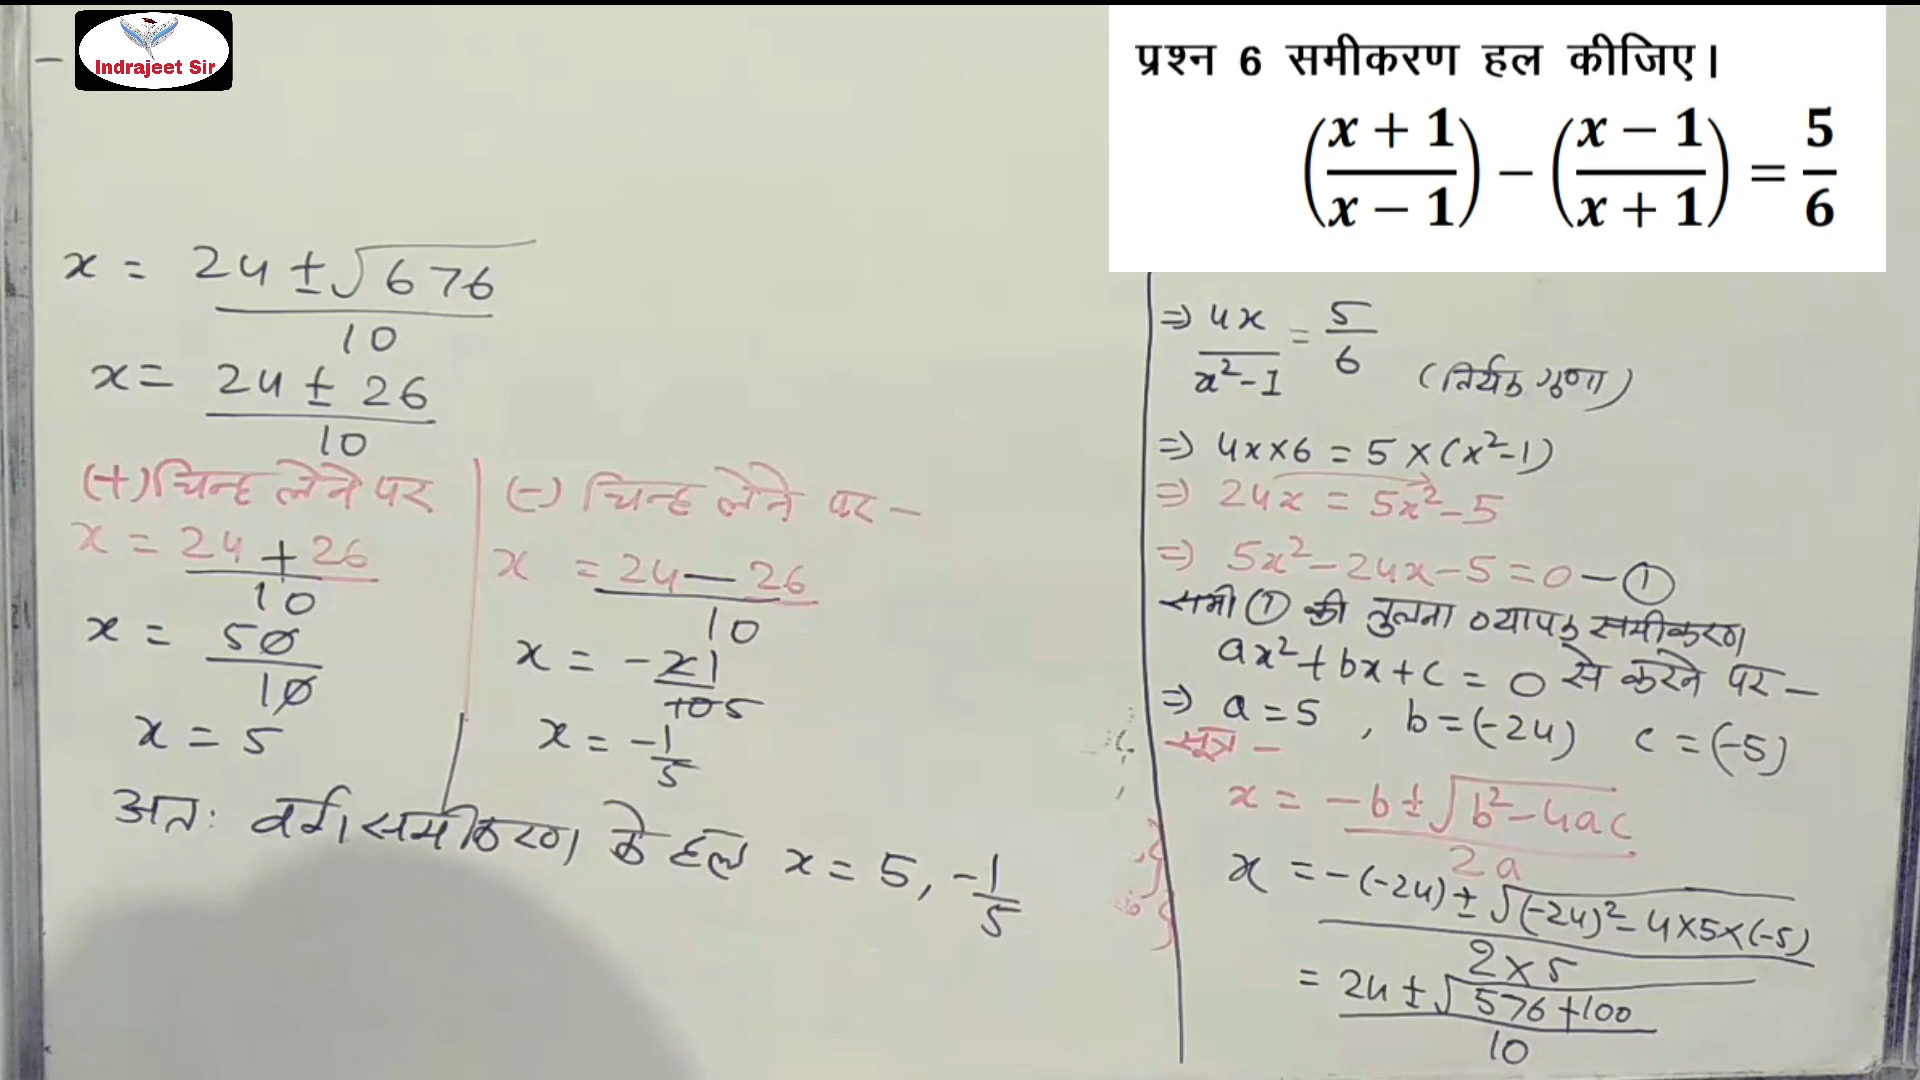 Indrajeet Sir
प्रश्न 6 समीकरण हल कीजिए।
(x + 1 / x − 1) − (x − 1 / x + 1) = 5/6
⇒ 4x/x²-1 = 5/6 (तिर्यक गुणा)
⇒ 4x×6 = 5×(x²-1)
⇒ 24x = 5x²-5
⇒ 5x²-24x-5=0 - ①
समी ① की तुलना व्यापक समीकरण
ax²+bx+c = 0 से करने पर -
⇒ a=5 , b=(-24) c=(-5)
सूत्र -
x = -b±√b²-4ac / 2a
x = -(-24)±√(-24)²-4×5×(-5) / 2×5
= 24±√576+100 / 10
x = 24±√676 / 10
x = 24 ± 26 / 10
(+) चिन्ह लेने पर
x = 24 + 26 / 10
x = 50/10
x = 5
(-) चिन्ह लेने पर -
x = 24 - 26 / 10
x = -21/105
x = -1/5
अतः वर्ग समीकरण के हल x = 5, -1/5